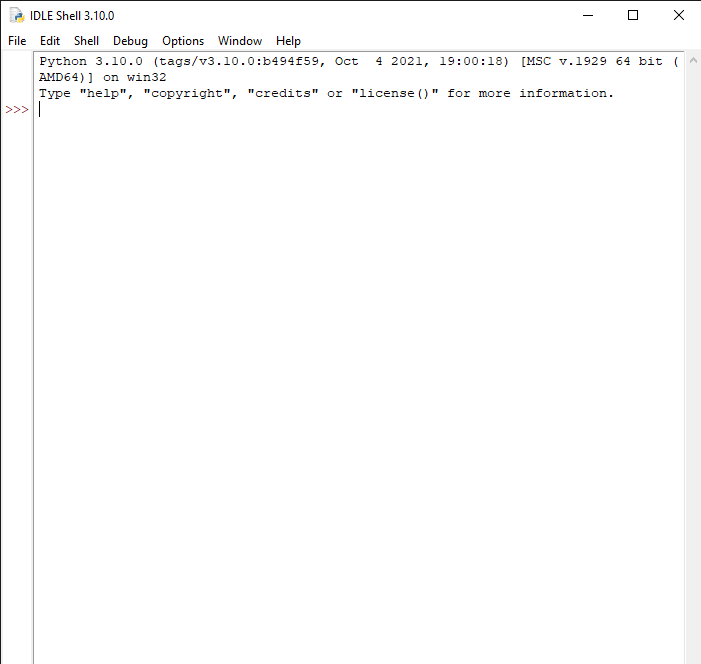 IDLE Shell 3.10.0
File Edit Shell Debug Options Window Help
Python 3.10.0 (tags/v3.10.0:b494f59, Oct  4 2021, 19:00:18) [MSC v.1929 64 bit (
AMD64)] on win32
Type "help", "copyright", "credits" or "license()" for more information.
>>>